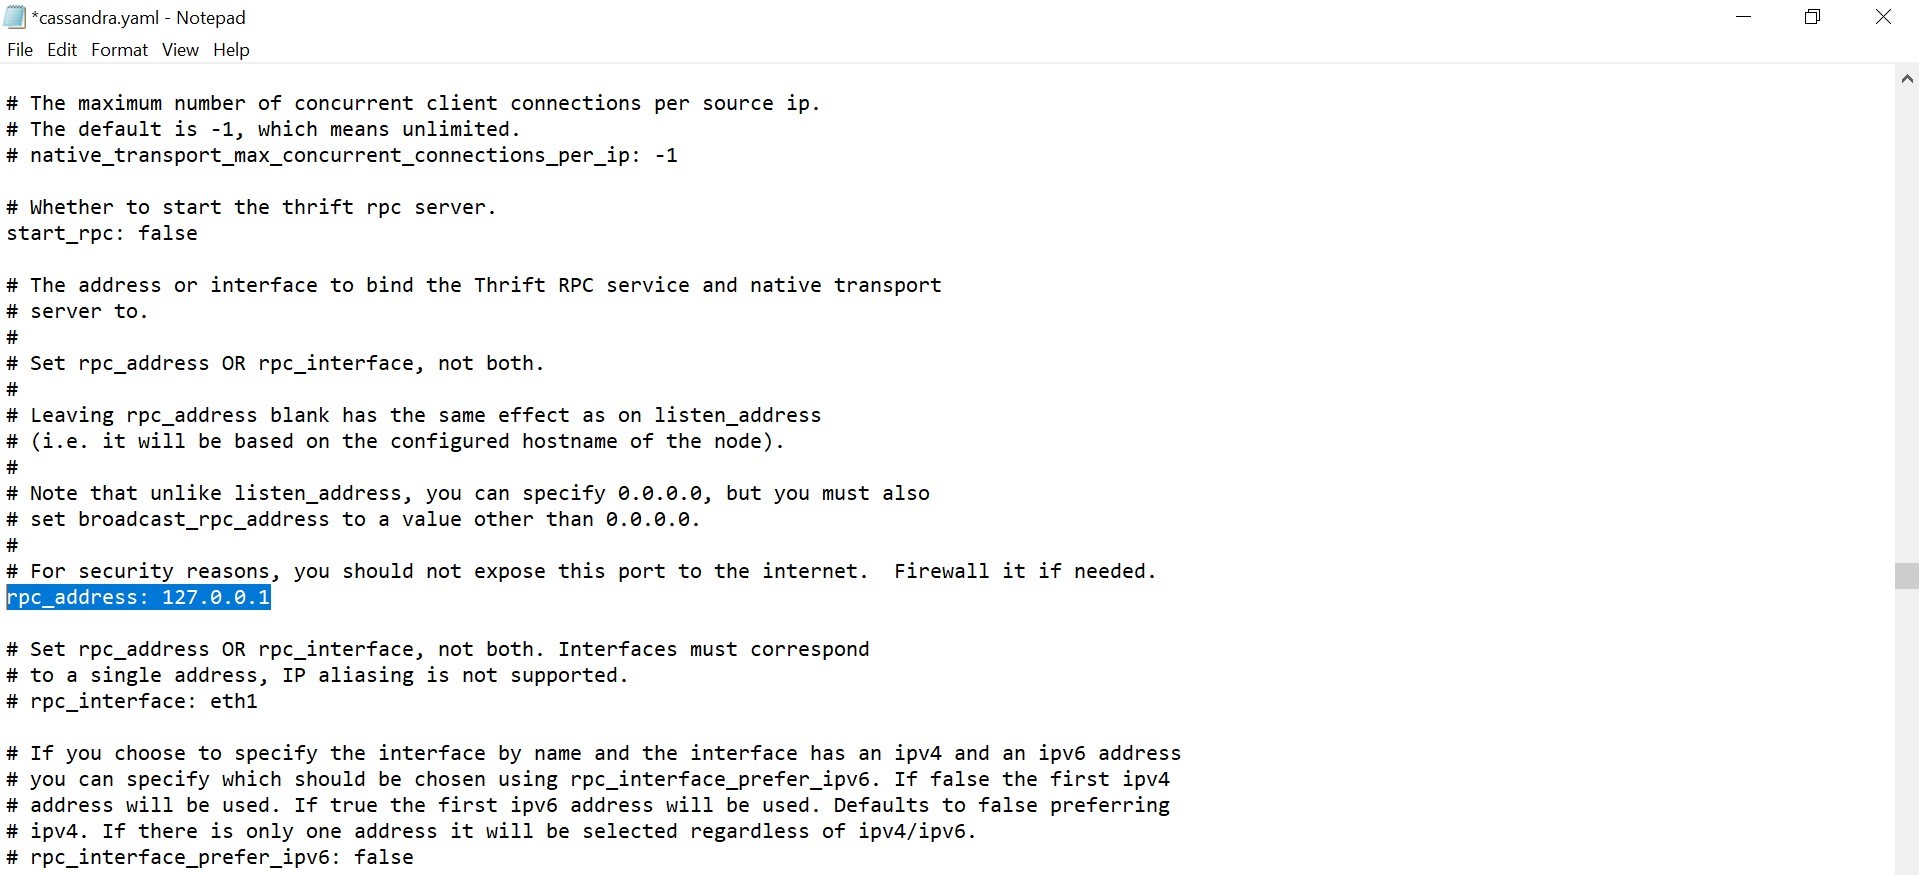 *cassandra.yaml - Notepad
File Edit Format View Help
# The maximum number of concurrent client connections per source ip.
# The default is -1, which means unlimited.
# native_transport_max_concurrent_connections_per_ip: -1
# Whether to start the thrift rpc server.
start_rpc: false
# The address or interface to bind the Thrift RPC service and native transport
# server to.
#
# Set rpc_address OR rpc_interface, not both.
#
# Leaving rpc_address blank has the same effect as on listen_address
# (i.e. it will be based on the configured hostname of the node).
#
# Note that unlike listen_address, you can specify 0.0.0.0, but you must also
# set broadcast_rpc_address to a value other than 0.0.0.0.
#
# For security reasons, you should not expose this port to the internet.  Firewall it if needed.
rpc_address: 127.0.0.1
# Set rpc_address OR rpc_interface, not both. Interfaces must correspond
# to a single address, IP aliasing is not supported.
# rpc_interface: eth1
# If you choose to specify the interface by name and the interface has an ipv4 and an ipv6 address
# you can specify which should be chosen using rpc_interface_prefer_ipv6. If false the first ipv4
# address will be used. If true the first ipv6 address will be used. Defaults to false preferring
# ipv4. If there is only one address it will be selected regardless of ipv4/ipv6.
# rpc_interface_prefer_ipv6: false